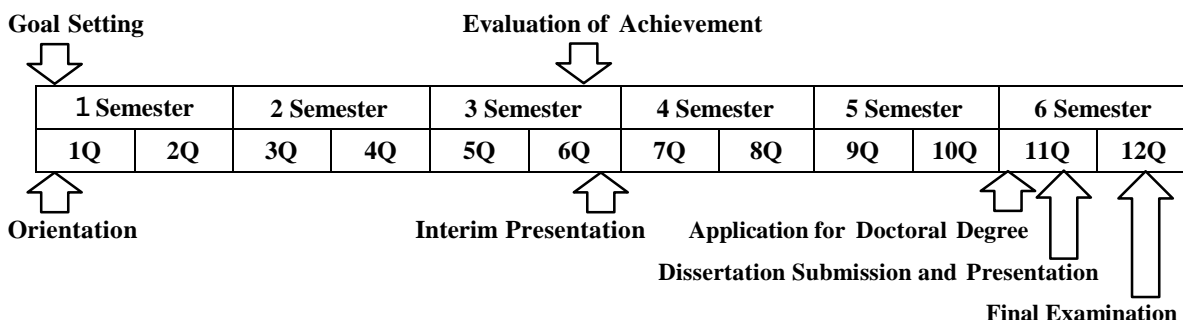 Goal Setting Evaluation of Achievement
1 Semester 2 Semester 3 Semester 4 Semester 5 Semester 6 Semester
1Q 2Q 3Q 4Q 5Q 6Q 7Q 8Q 9Q 10Q 11Q 12Q
Orientation Interim Presentation Application for Doctoral Degree
Dissertation Submission and Presentation
Final Examination